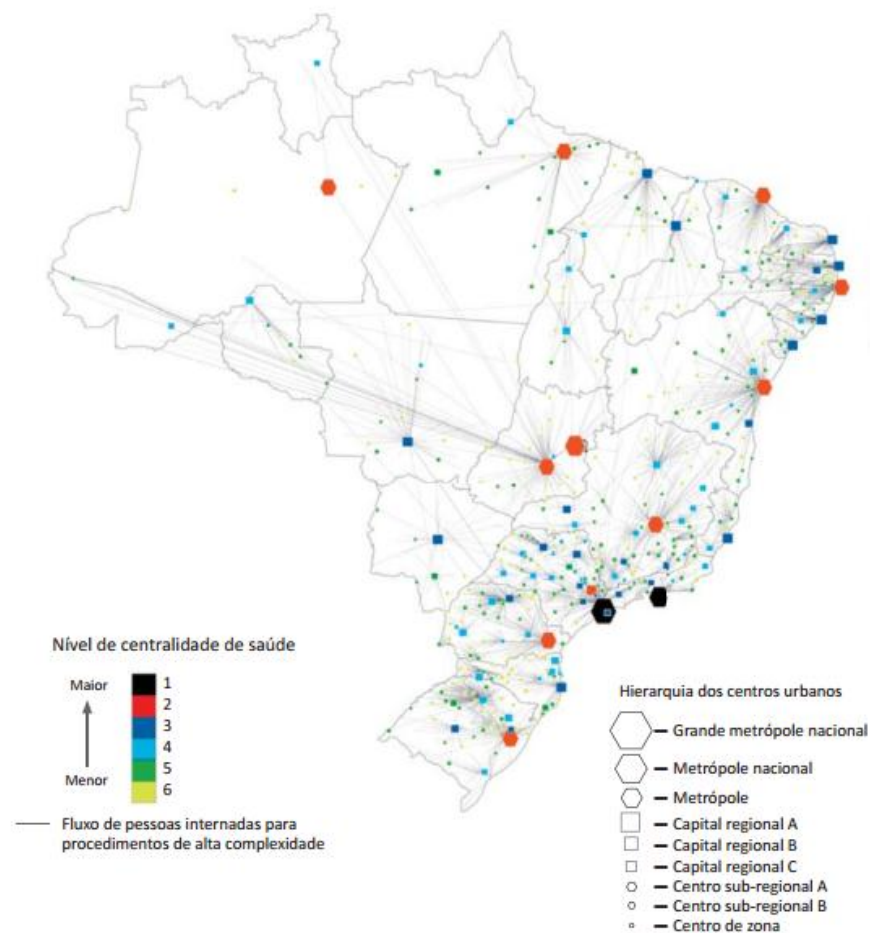 Nível de centralidade de saúde
Maior
Menor
1
2
3
4
5
6
Fluxo de pessoas internadas para
procedimentos de alta complexidade
Hierarquia dos centros urbanos
Grande metrópole nacional
Metrópole nacional
Metrópole
Capital regional A
Capital regional B
Capital regional C
Centro sub-regional A
Centro sub-regional B
Centro de zona